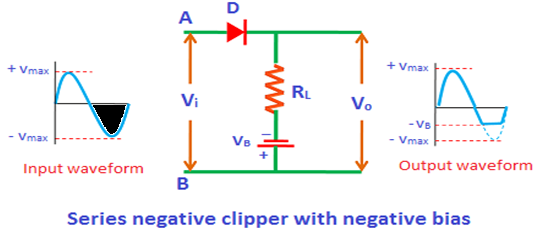 A
D
+ Vmax
- Vmax
Input waveform
Vi
RL
VB
−
+
Vo
B
+ Vmax
-VB
- Vmax
Output waveform
Series negative clipper with negative bias